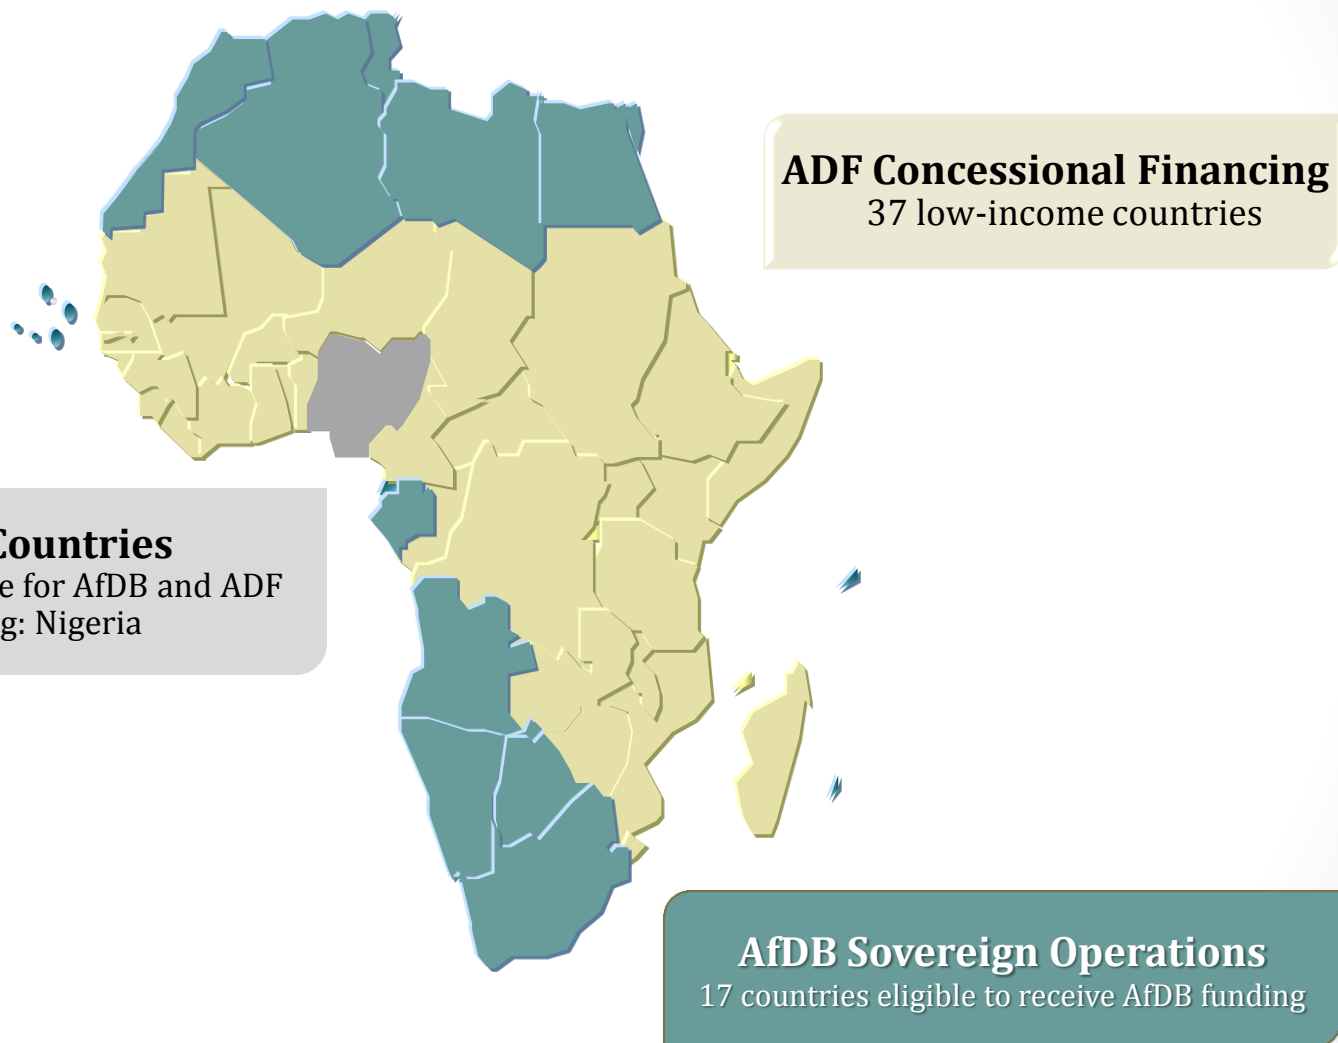 ADF Concessional Financing
37 low-income countries
Countries
e for AfDB and ADF
g: Nigeria
AfDB Sovereign Operations
17 countries eligible to receive AfDB funding